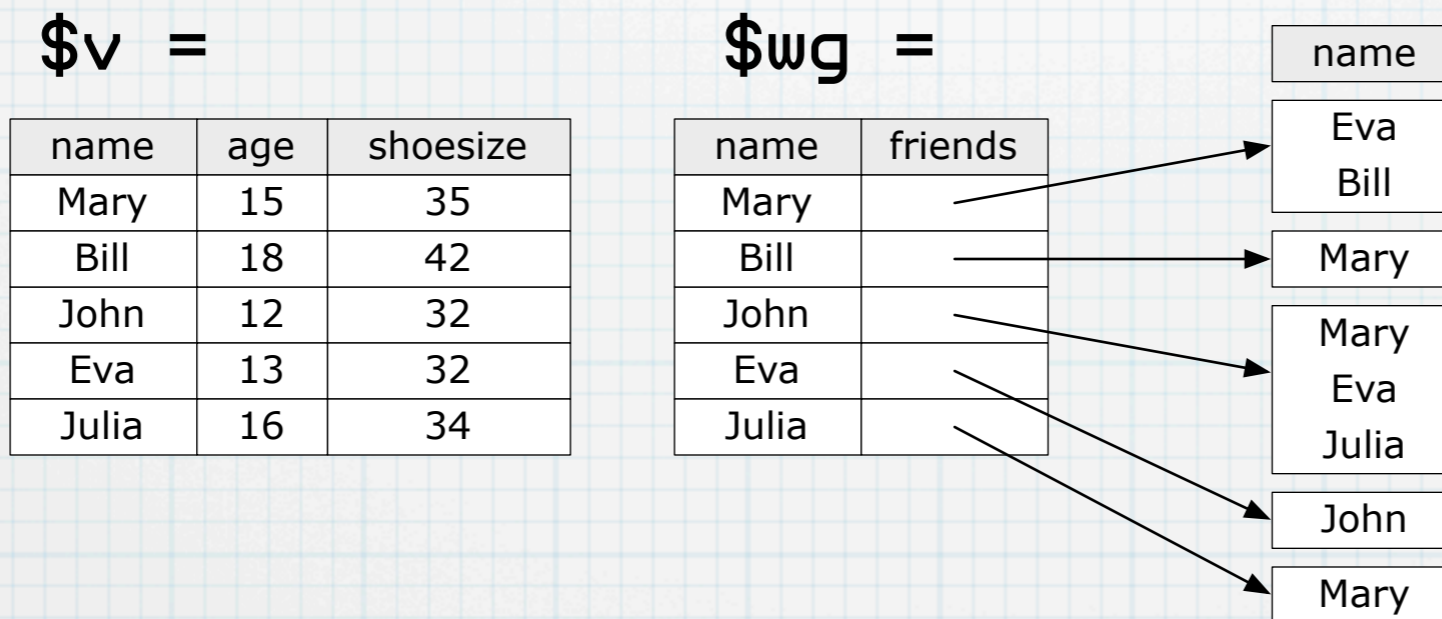 $v =
name age shoesize
Mary 15 35
Bill 18 42
John 12 32
Eva 13 32
Julia 16 34
$wg =
name friends
Mary
Bill
John
Eva
Julia
name
Eva
Bill
Mary
Mary
Eva
Julia
John
Mary